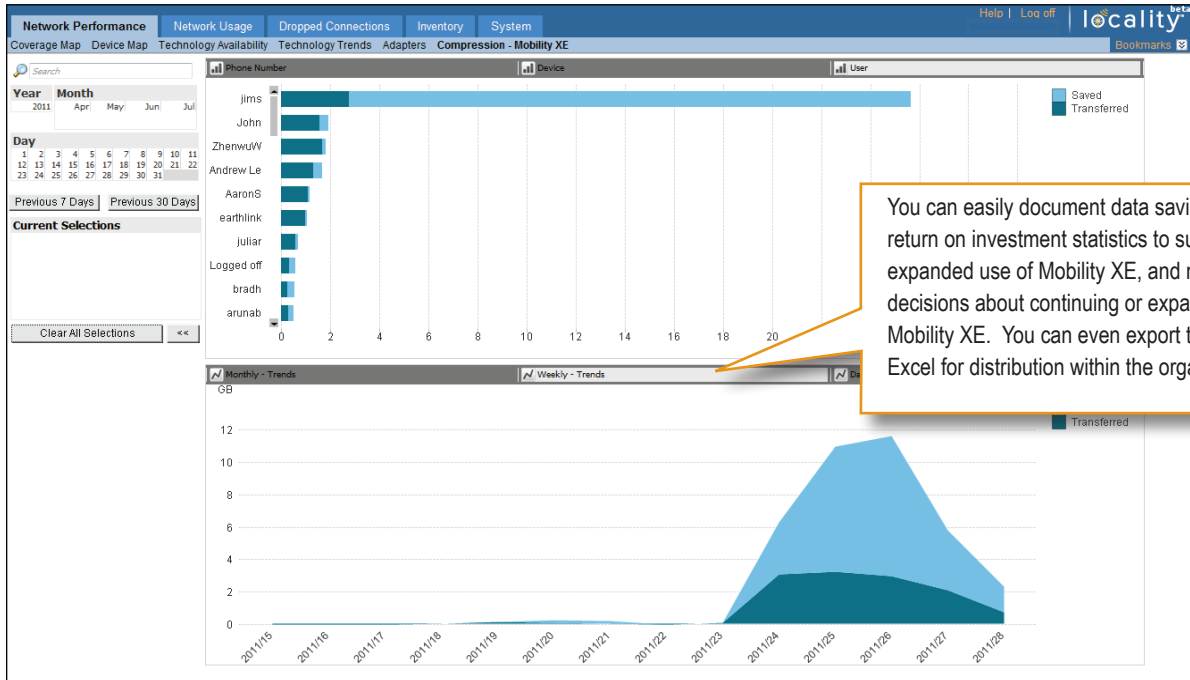 Help | Log off
locality beta
Network Performance Network Usage Dropped Connections Inventory System
Coverage Map Device Map Technology Availability Technology Trends Adapters Compression - Mobility XE
Bookmarks
Search
Year Month
2011 Apr May Jun Jul
Day
1 2 3 4 5 6 7 8 9 10 11
12 13 14 15 16 17 18 19 20 21 22
23 24 25 26 27 28 29 30 31
Previous 7 Days Previous 30 Days
Current Selections
Clear All Selections <<
Phone Number Device User
jims
John
ZhenwuW
Andrew Le
AaronS
earthlink
juliar
Logged off
bradh
arunab
0 2 4 6 8 10 12 14 16 18 20
Saved
Transferred
You can easily document data savi
return on investment statistics to su
expanded use of Mobility XE, and
decisions about continuing or expa
Mobility XE. You can even export t
Excel for distribution within the orga
Monthly - Trends Weekly - Trends
GB
12
10
8
6
4
2
0
2011/15 2011/16 2011/17 2011/18 2011/19 2011/20 2011/21 2011/22 2011/23 2011/24 2011/25 2011/26 2011/27 2011/28
Transferred